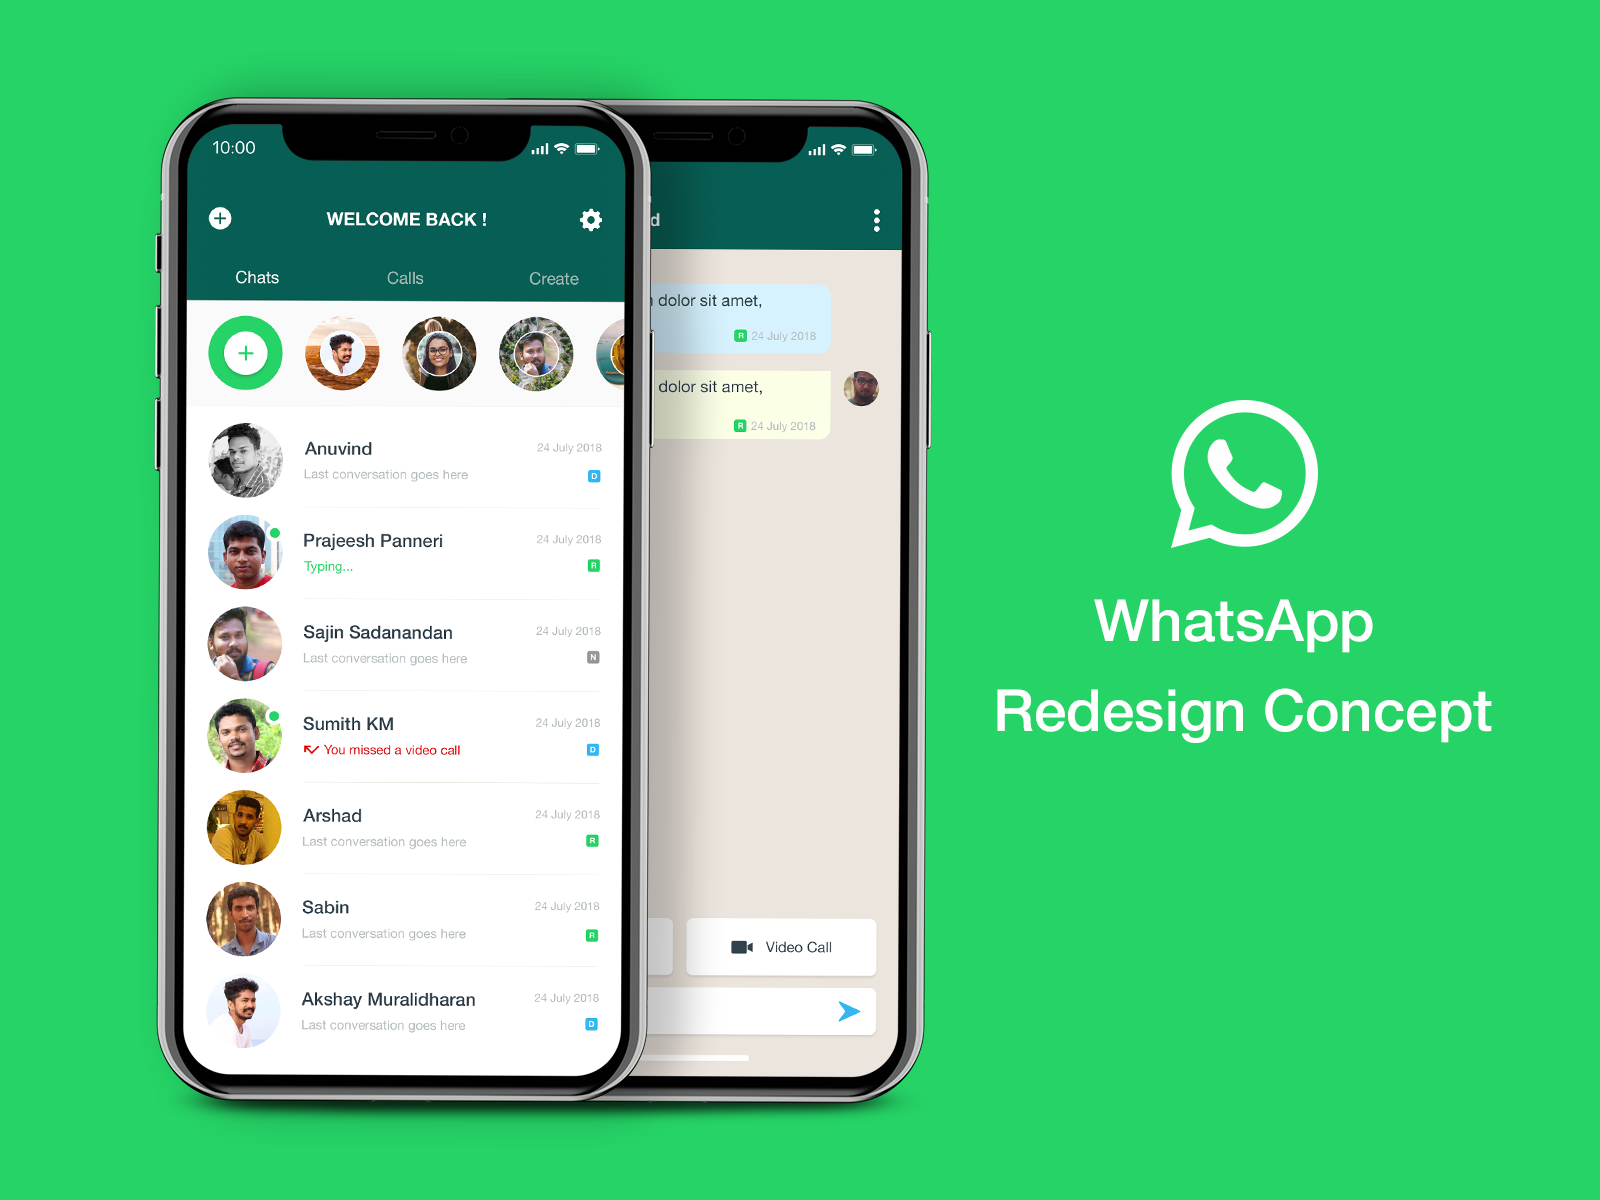 10:00
WELCOME BACK !
Chats Calls Create
Anuvind 24 July 2018
Last conversation goes here D
Prajeesh Panneri 24 July 2018
Typing... R
Sajin Sadanandan 24 July 2018
Last conversation goes here N
Sumith KM 24 July 2018
You missed a video call D
Arshad 24 July 2018
Last conversation goes here R
Sabin 24 July 2018
Last conversation goes here R
Akshay Muralidharan 24 July 2018
Last conversation goes here D
dolor sit amet,
R 24 July 2018
dolor sit amet,
R 24 July 2018
Video Call
WhatsApp
Redesign Concept